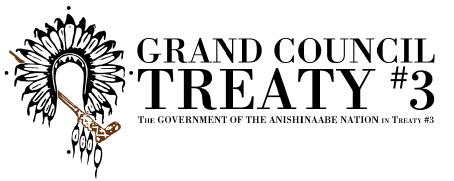 GRAND COUNCIL
TREATY #3
THE GOVERNMENT OF THE ANISHINAABE NATION IN TREATY #3